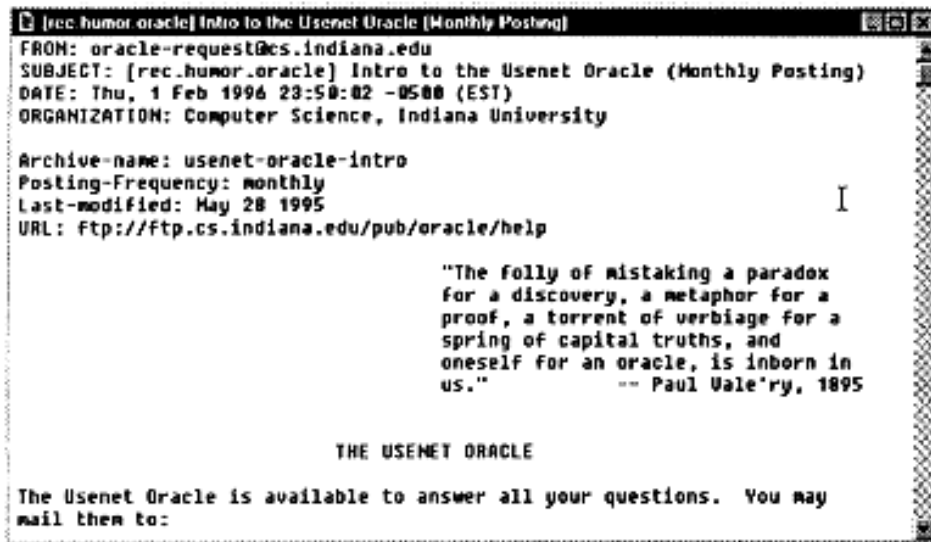 [rec.humor.oracle] Intro to the Usenet Oracle (Monthly Posting)
FROM: oracle-request@cs.indiana.edu
SUBJECT: [rec.humor.oracle] Intro to the Usenet Oracle (Monthly Posting)
DATE: Thu, 1 Feb 1996 23:50:02 -0500 (EST)
ORGANIZATION: Computer Science, Indiana University
Archive-name: usenet-oracle-intro
Posting-Frequency: monthly
Last-modified: May 28 1995
URL: ftp://ftp.cs.indiana.edu/pub/oracle/help
"The folly of mistaking a paradox
for a discovery, a metaphor for a
proof, a torrent of verbiage for a
spring of capital truths, and
oneself for an oracle, is inborn in
us." -- Paul Vale'ry, 1895
THE USENET ORACLE
The Usenet Oracle is available to answer all your questions. You may
mail them to: